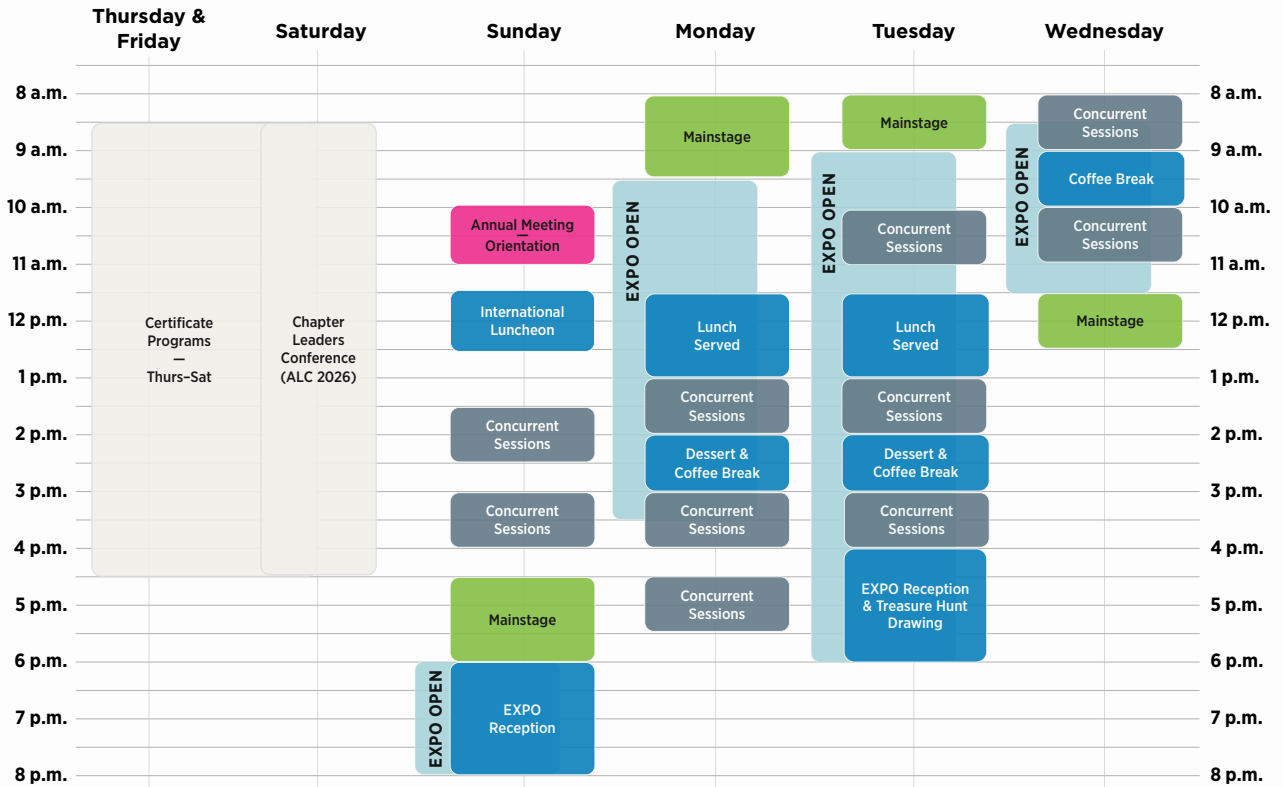 Thursday &
Friday
Saturday
Sunday
Monday
Tuesday
Wednesday
8 a.m.
9 a.m.
10 a.m.
11 a.m.
12 p.m.
1 p.m.
2 p.m.
3 p.m.
4 p.m.
5 p.m.
6 p.m.
7 p.m.
8 p.m.
Certificate
Programs
—
Thurs–Sat
Chapter
Leaders
Conference
(ALC 2026)
Annual Meeting
—
Orientation
International
Luncheon
Concurrent
Sessions
Concurrent
Sessions
Mainstage
EXPO OPEN
EXPO
Reception
Mainstage
EXPO OPEN
Lunch
Served
Concurrent
Sessions
Dessert &
Coffee Break
Concurrent
Sessions
Concurrent
Sessions
Mainstage
EXPO OPEN
Concurrent
Sessions
Lunch
Served
Concurrent
Sessions
Dessert &
Coffee Break
Concurrent
Sessions
EXPO Reception
& Treasure Hunt
Drawing
Concurrent
Sessions
EXPO OPEN
Coffee Break
Concurrent
Sessions
Mainstage
8 a.m.
9 a.m.
10 a.m.
11 a.m.
12 p.m.
1 p.m.
2 p.m.
3 p.m.
4 p.m.
5 p.m.
6 p.m.
7 p.m.
8 p.m.